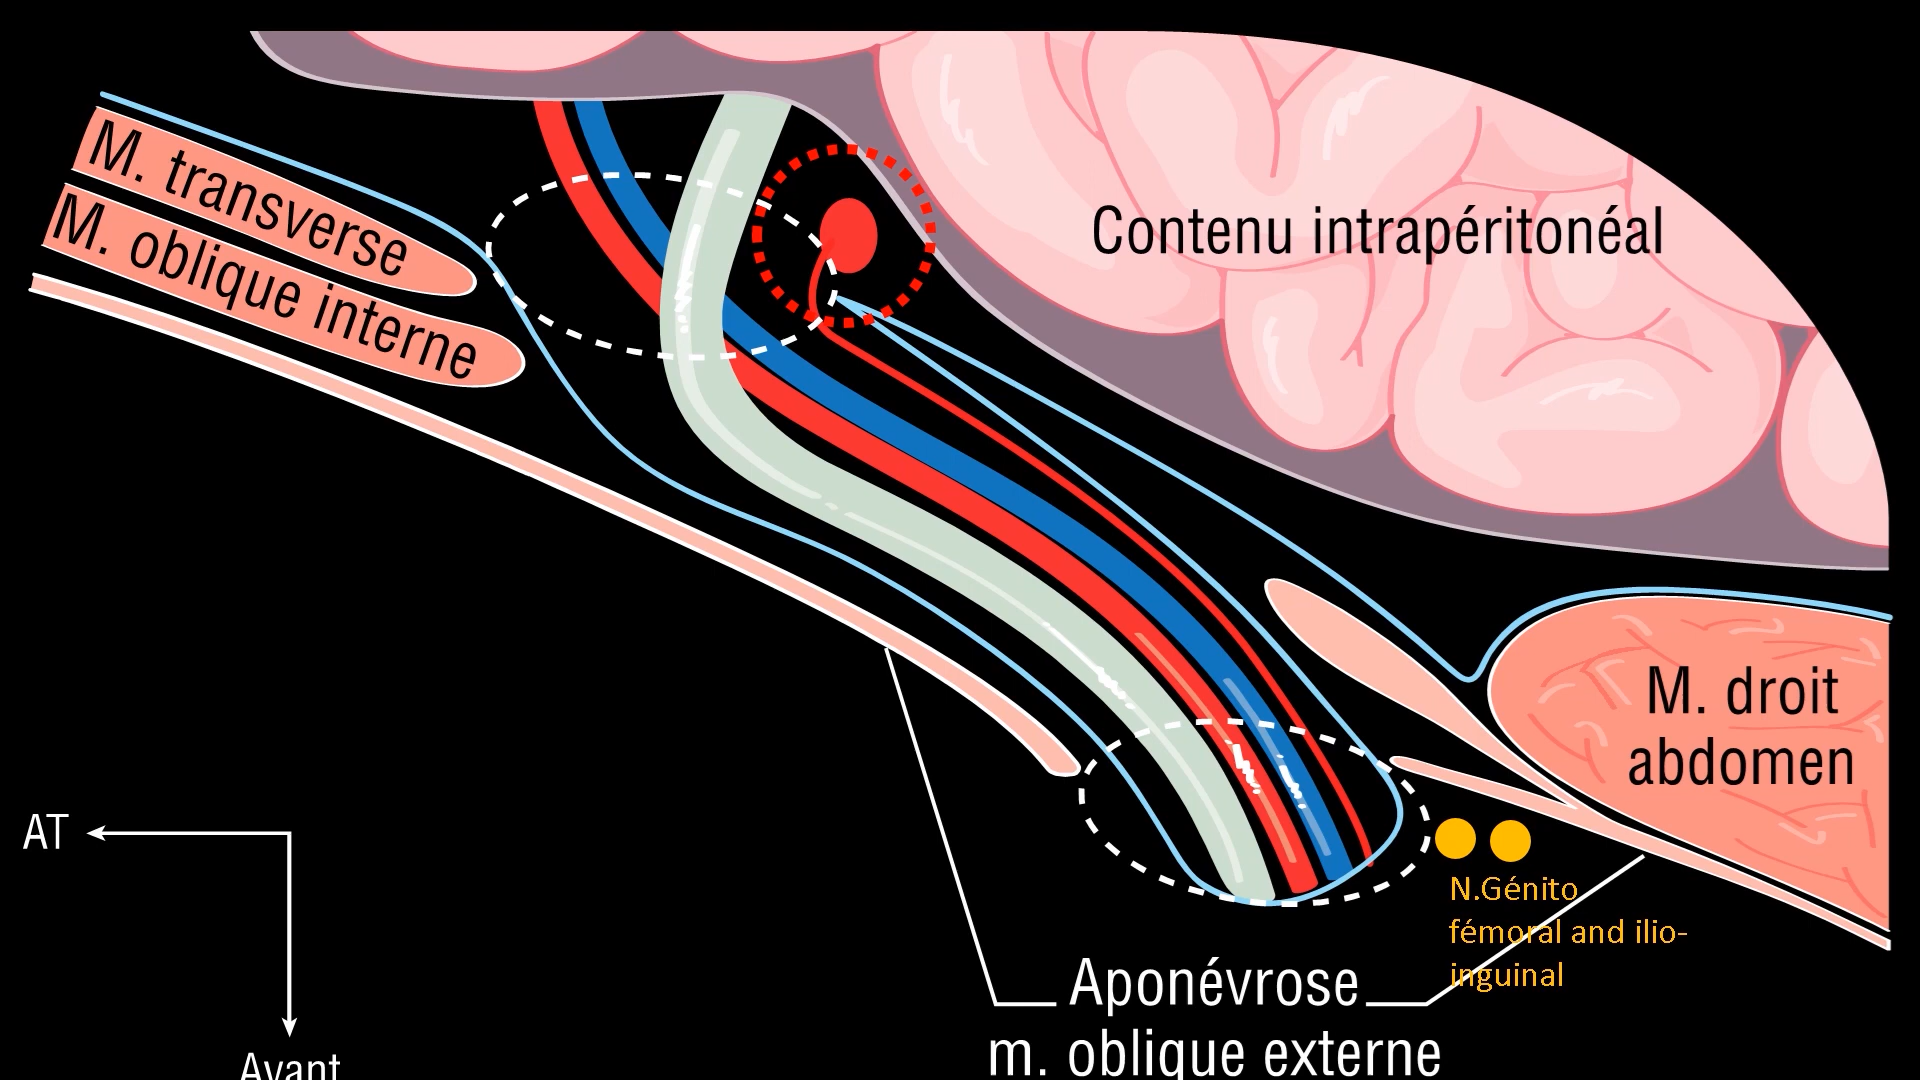 M. transverse
M. oblique interne
Contenu intrapéritonéal
M. droit
abdomen
AT
N.Génito
fémoral and ilio-
inguinal
Aponévrose
m. oblique externe
Avant